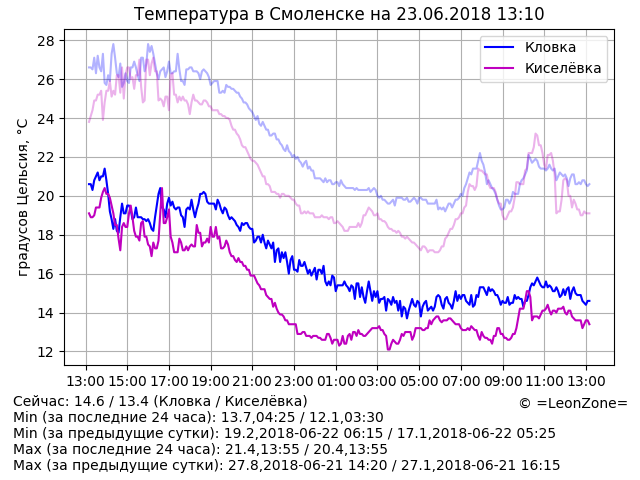 Температура в Смоленске на 23.06.2018 13:10
28
26
24
22
20
18
16
14
12
градусов Цельсия, °C
Кловка
Киселёвка
13:00 15:00 17:00 19:00 21:00 23:00 01:00 03:00 05:00 07:00 09:00 11:00 13:00
Сейчас: 14.6 / 13.4 (Кловка / Киселёвка)
© =LeonZone=
Min (за последние 24 часа): 13.7,04:25 / 12.1,03:30
Min (за предыдущие сутки): 19.2,2018-06-22 06:15 / 17.1,2018-06-22 05:25
Max (за последние 24 часа): 21.4,13:55 / 20.4,13:55
Max (за предыдущие сутки): 27.8,2018-06-21 14:20 / 27.1,2018-06-21 16:15